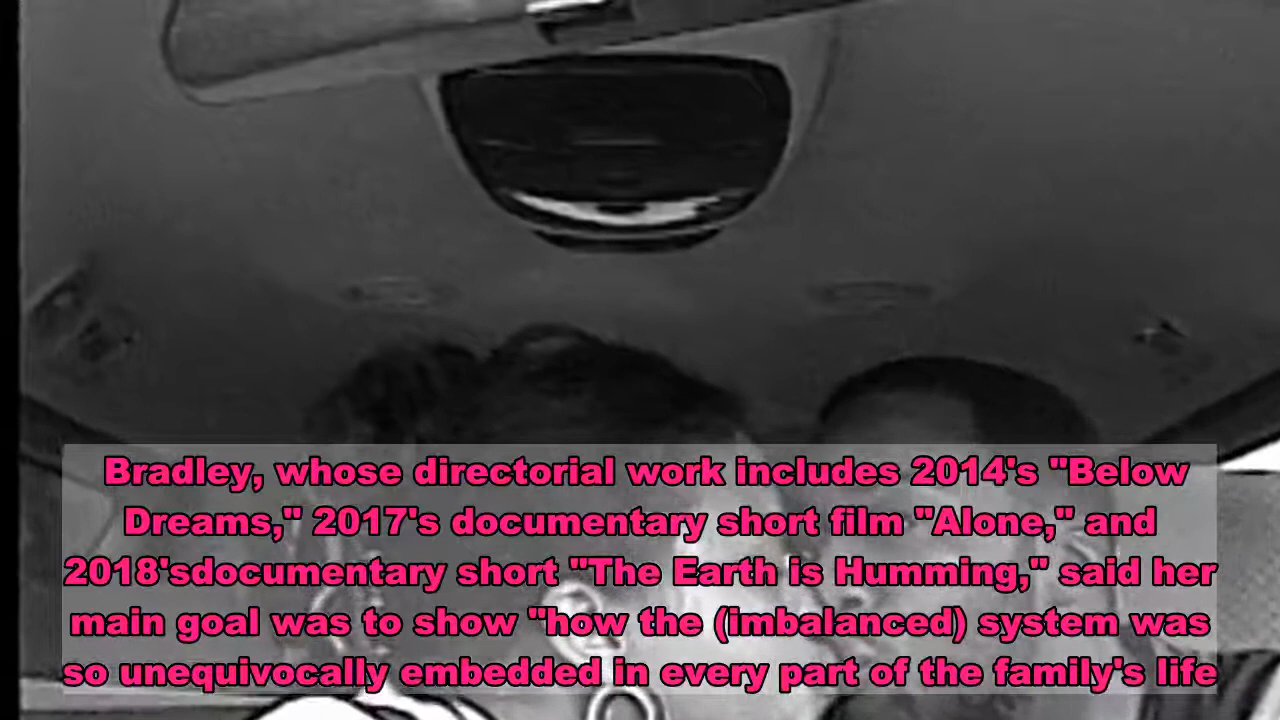 Bradley, whose directorial work includes 2014's "Below
Dreams," 2017's documentary short film "Alone," and
2018'sdocumentary short "The Earth is Humming," said her
main goal was to show "how the (imbalanced) system was
so unequivocally embedded in every part of the family's life